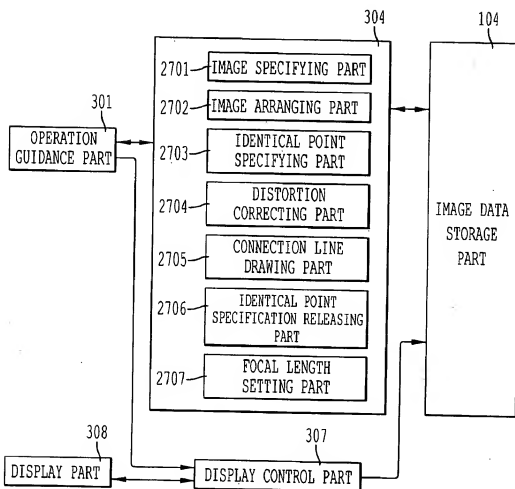 304
104
2701
IMAGE SPECIFYING PART
2702
IMAGE ARRANGING PART
301
OPERATION
GUIDANCE PART
2703
IDENTICAL POINT
SPECIFYING PART
2704
DISTORTION
CORRECTING PART
IMAGE DATA
STORAGE
PART
2705
CONNECTION LINE
DRAWING PART
2706
IDENTICAL POINT
SPECIFICATION RELEASING
PART
2707
FOCAL LENGTH
SETTING PART
308
307
DISPLAY PART
DISPLAY CONTROL PART